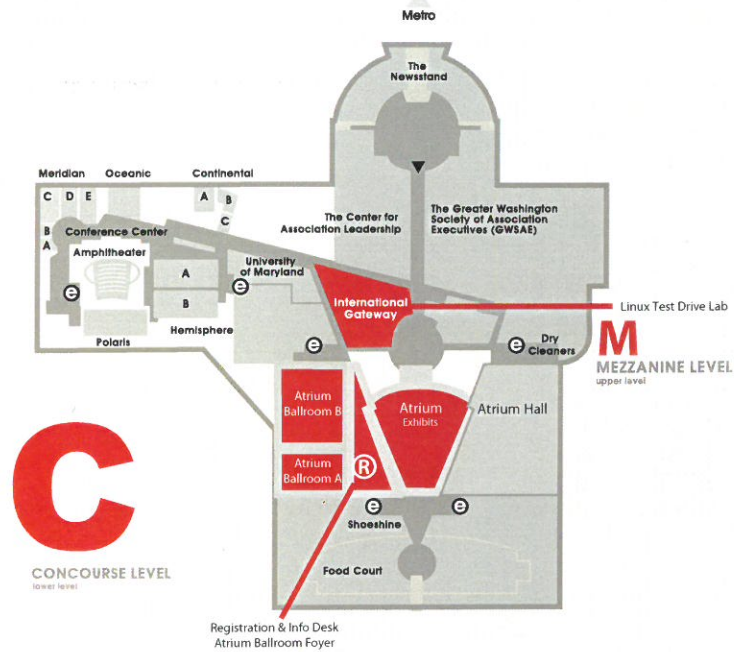 Metro
The
Newsstand
Meridian
Oceanic
Continental
C D E
A
B
C
B
A
Conference Center
Amphitheater
The Center for
Association Leadership
The Greater Washington
Society of Association
Executives (GWSAE)
University
of Maryland
A
B
e
e
International
Gateway
Linux Test Drive Lab
Polaris
Hemisphere
e
e
Dry
Cleaners
M
MEZZANINE LEVEL
upper level
Atrium
Ballroom B
Atrium
Exhibits
Atrium Hall
Atrium
Ballroom A
R
C
CONCOURSE LEVEL
lower level
e
e
Shoeshine
Food Court
Registration & Info Desk
Atrium Ballroom Foyer